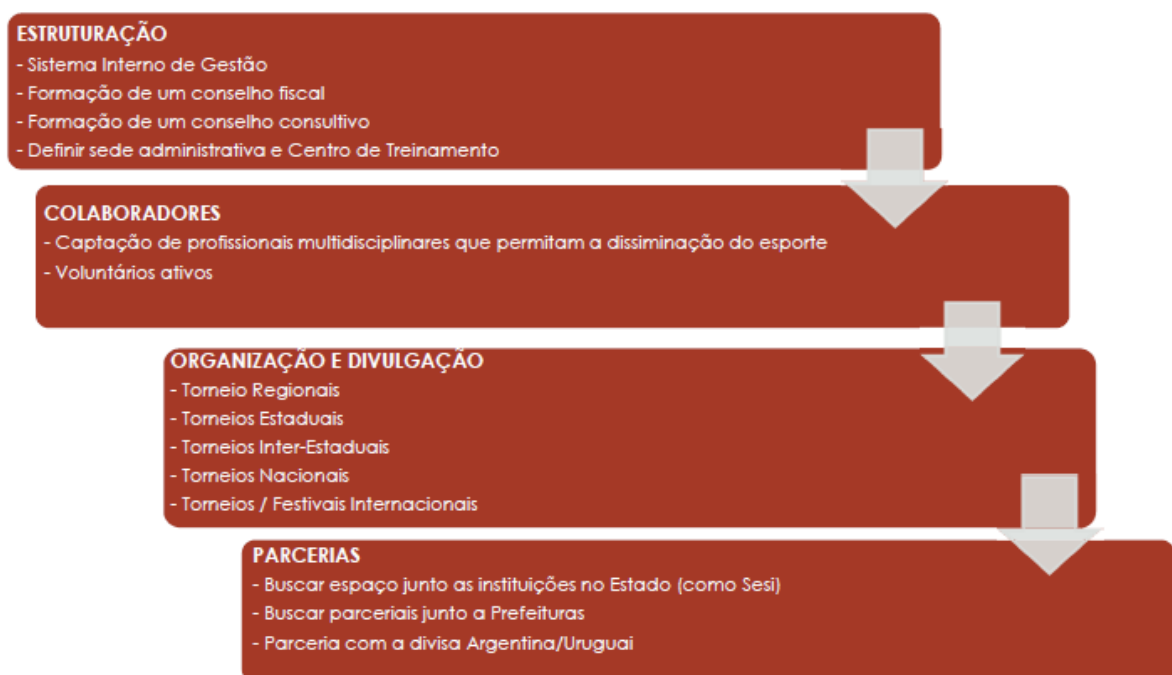 ESTRUTURAÇÃO
- Sistema Interno de Gestão
- Formação de um conselho fiscal
- Formação de um conselho consultivo
- Definir sede administrativa e Centro de Treinamento
COLABORADORES
- Captação de profissionais multidisciplinares que permitam a dissiminação do esporte
- Voluntários ativos
ORGANIZAÇÃO E DIVULGAÇÃO
- Torneio Regionais
- Torneios Estaduais
- Torneios Inter-Estaduais
- Torneios Nacionais
- Torneios / Festivais Internacionais
PARCERIAS
- Buscar espaço junto as instituições no Estado (como Sesi)
- Buscar parceriais junto a Prefeituras
- Parceria com a divisa Argentina/Uruguai